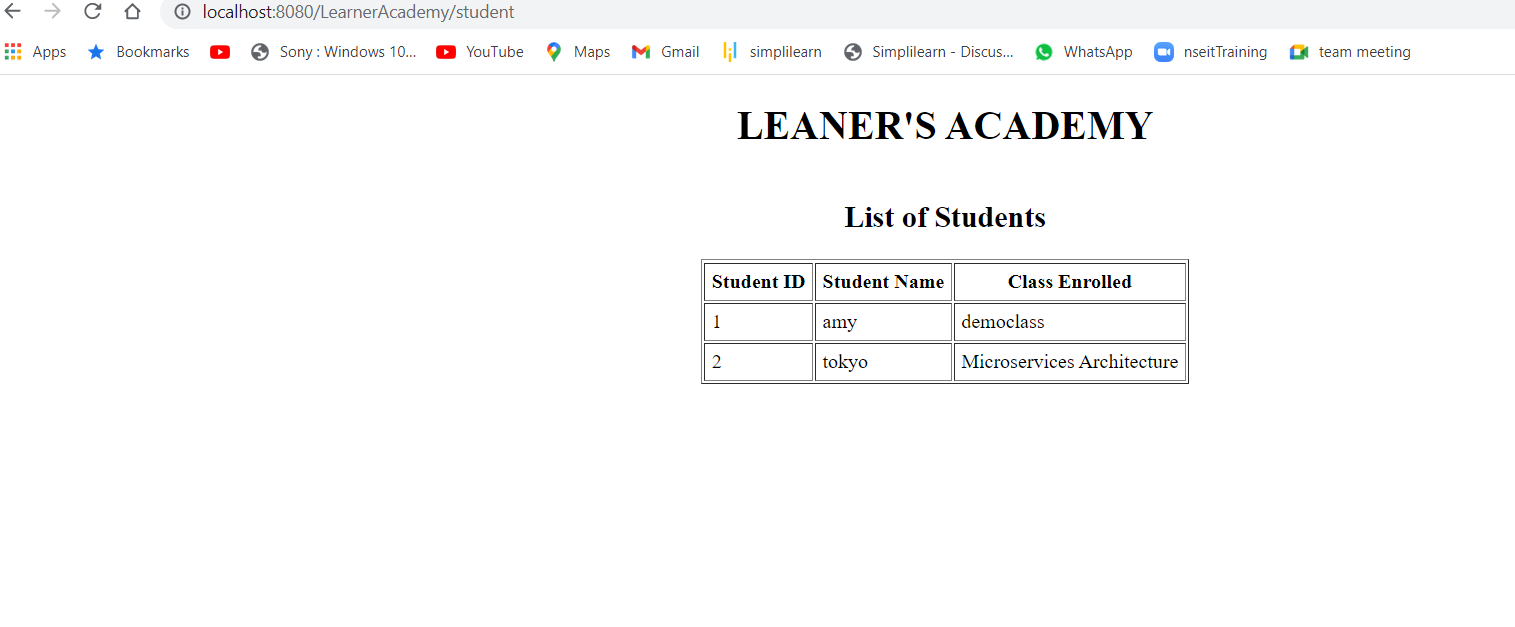 localhost:8080/LearnerAcademy/student
Apps Bookmarks Sony : Windows 10... YouTube Maps Gmail simplilearn Simplilearn - Discus... WhatsApp nseitTraining team meeting
LEANER'S ACADEMY
List of Students
Student ID Student Name Class Enrolled
1 amy democlass
2 tokyo Microservices Architecture